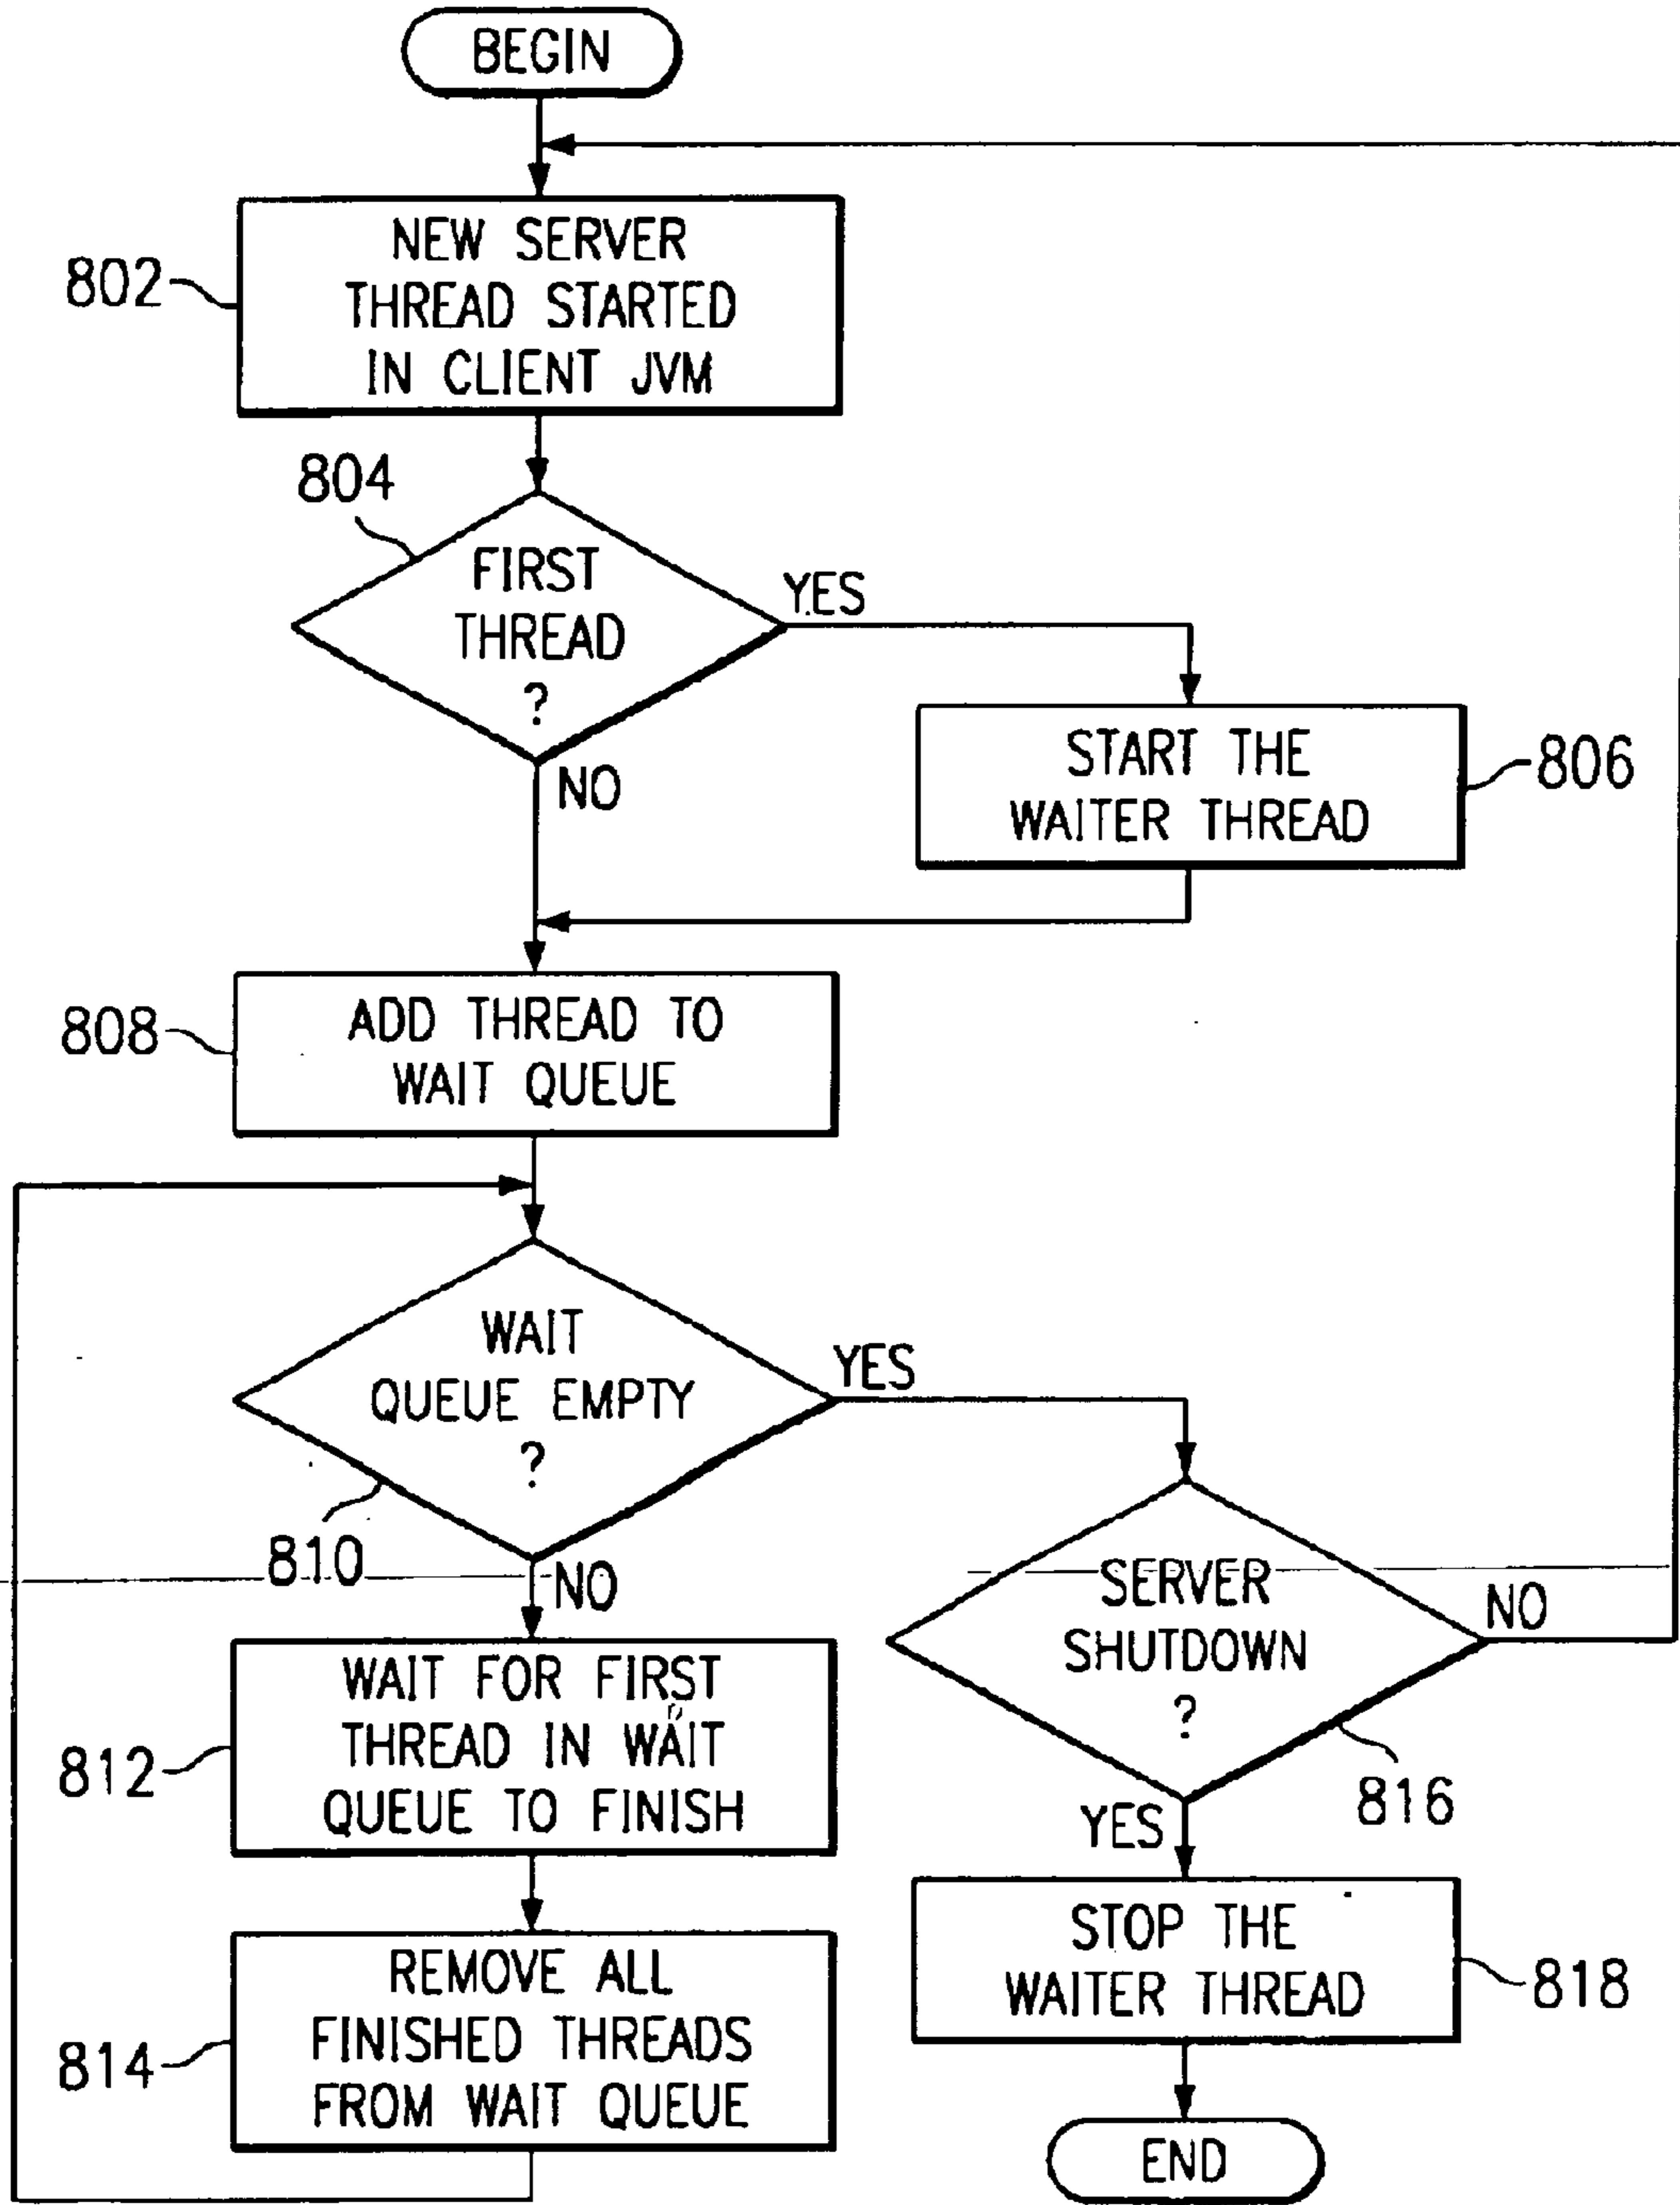 BEGIN
NEW SERVER
THREAD STARTED
IN CLIENT JVM
802
804
FIRST
THREAD
?
YES
NO
START THE
WAITER THREAD
806
808
ADD THREAD TO
WAIT QUEUE
WAIT
QUEUE EMPTY
?
YES
810
NO
SERVER
SHUTDOWN
?
NO
816
YES
812
WAIT FOR FIRST
THREAD IN WAIT
QUEUE TO FINISH
STOP THE
WAITER THREAD
818
814
REMOVE ALL
FINISHED THREADS
FROM WAIT QUEUE
END